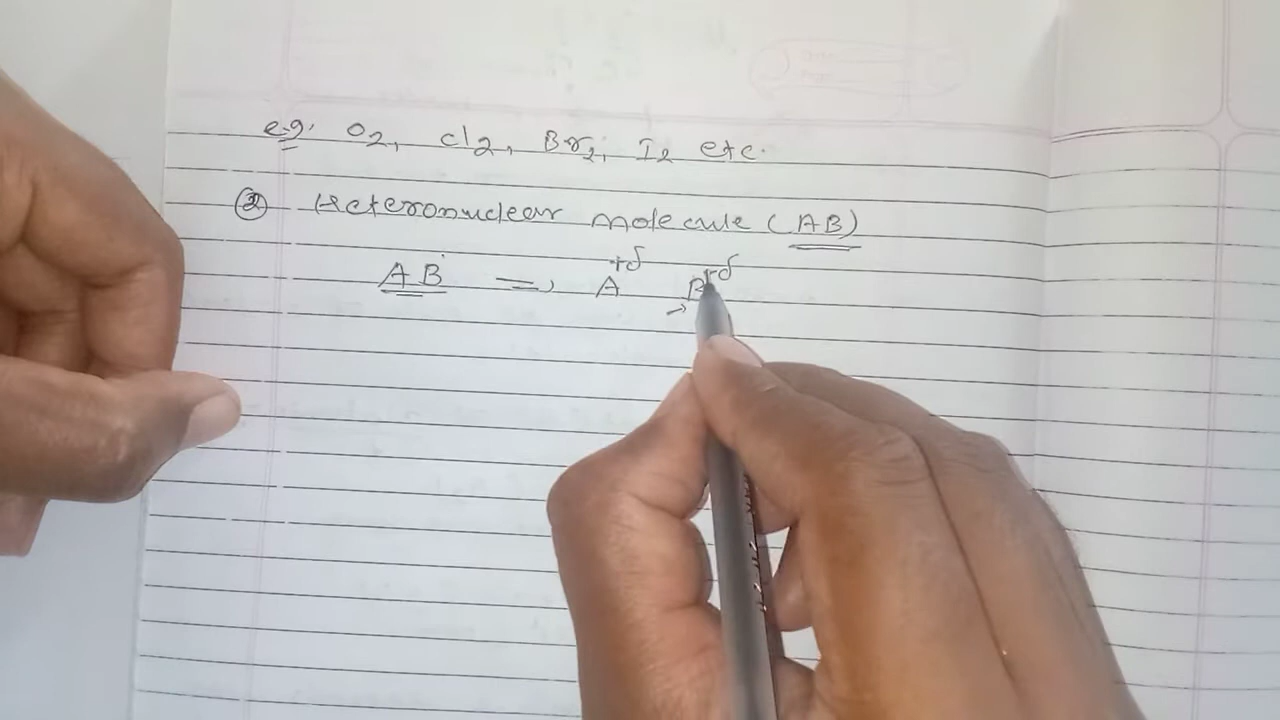 e.g. O2, Cl2, Br2, I2 etc.
② Heteronuclear molecule (AB)
AB ⇒ A+δ B+δ